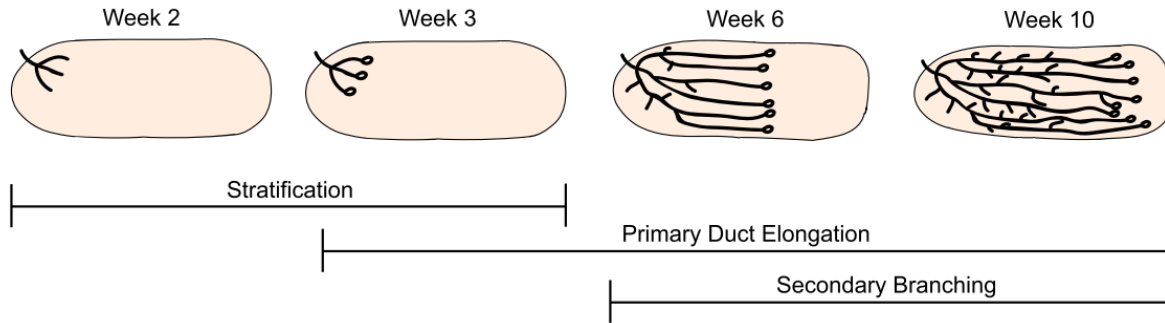 Week 2
Week 3
Week 6
Week 10
Stratification
Primary Duct Elongation
Secondary Branching